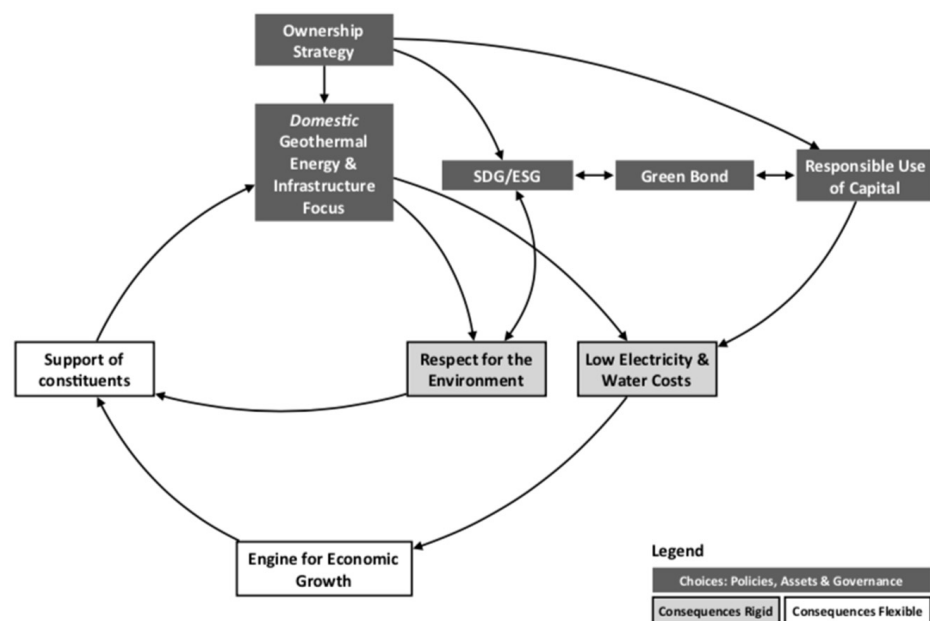 Ownership
Strategy
Domestic
Geothermal
Energy &
Infrastructure
Focus
SDG/ESG
Green Bond
Responsible Use
of Capital
Support of
constituents
Respect for the
Environment
Low Electricity &
Water Costs
Engine for Economic
Growth
Legend
Choices: Policies, Assets & Governance
Consequences Rigid
Consequences Flexible